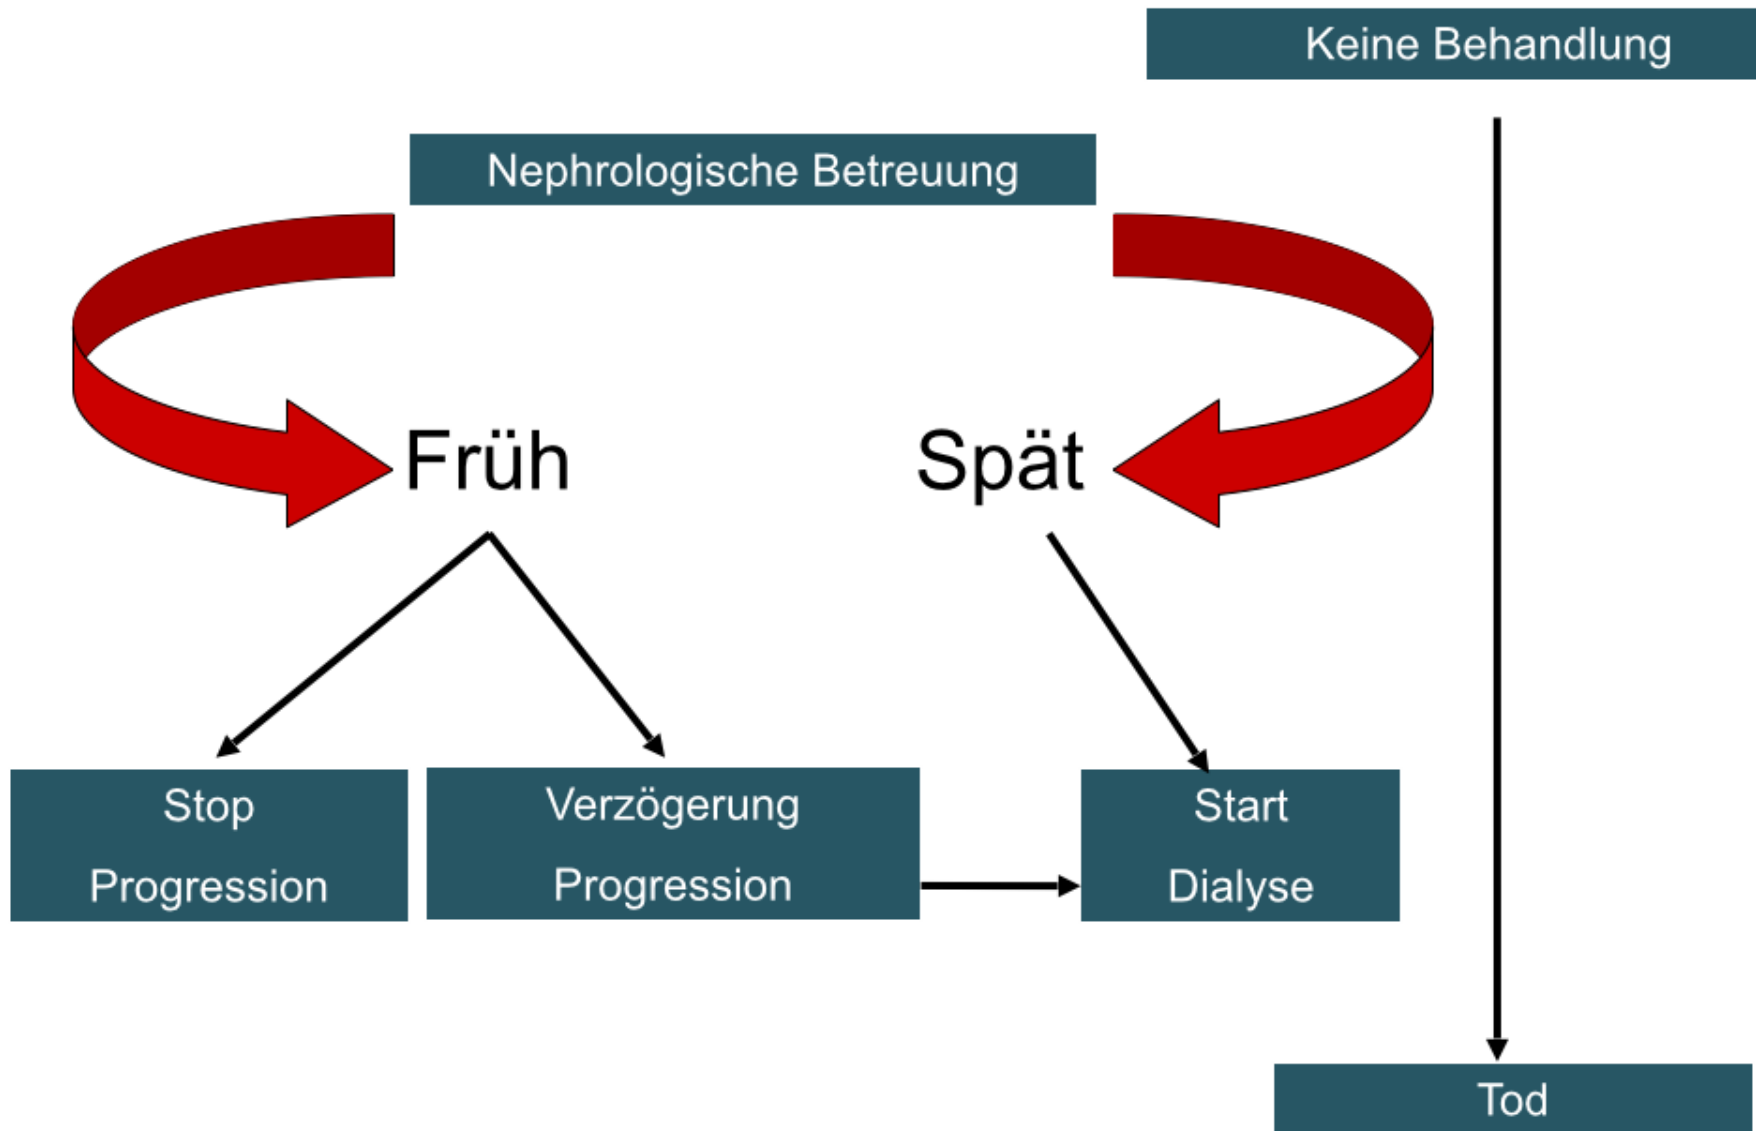 Keine Behandlung
Nephrologische Betreuung
Früh
Spät
Stop
Progression
Verzögerung
Progression
Start
Dialyse
Tod